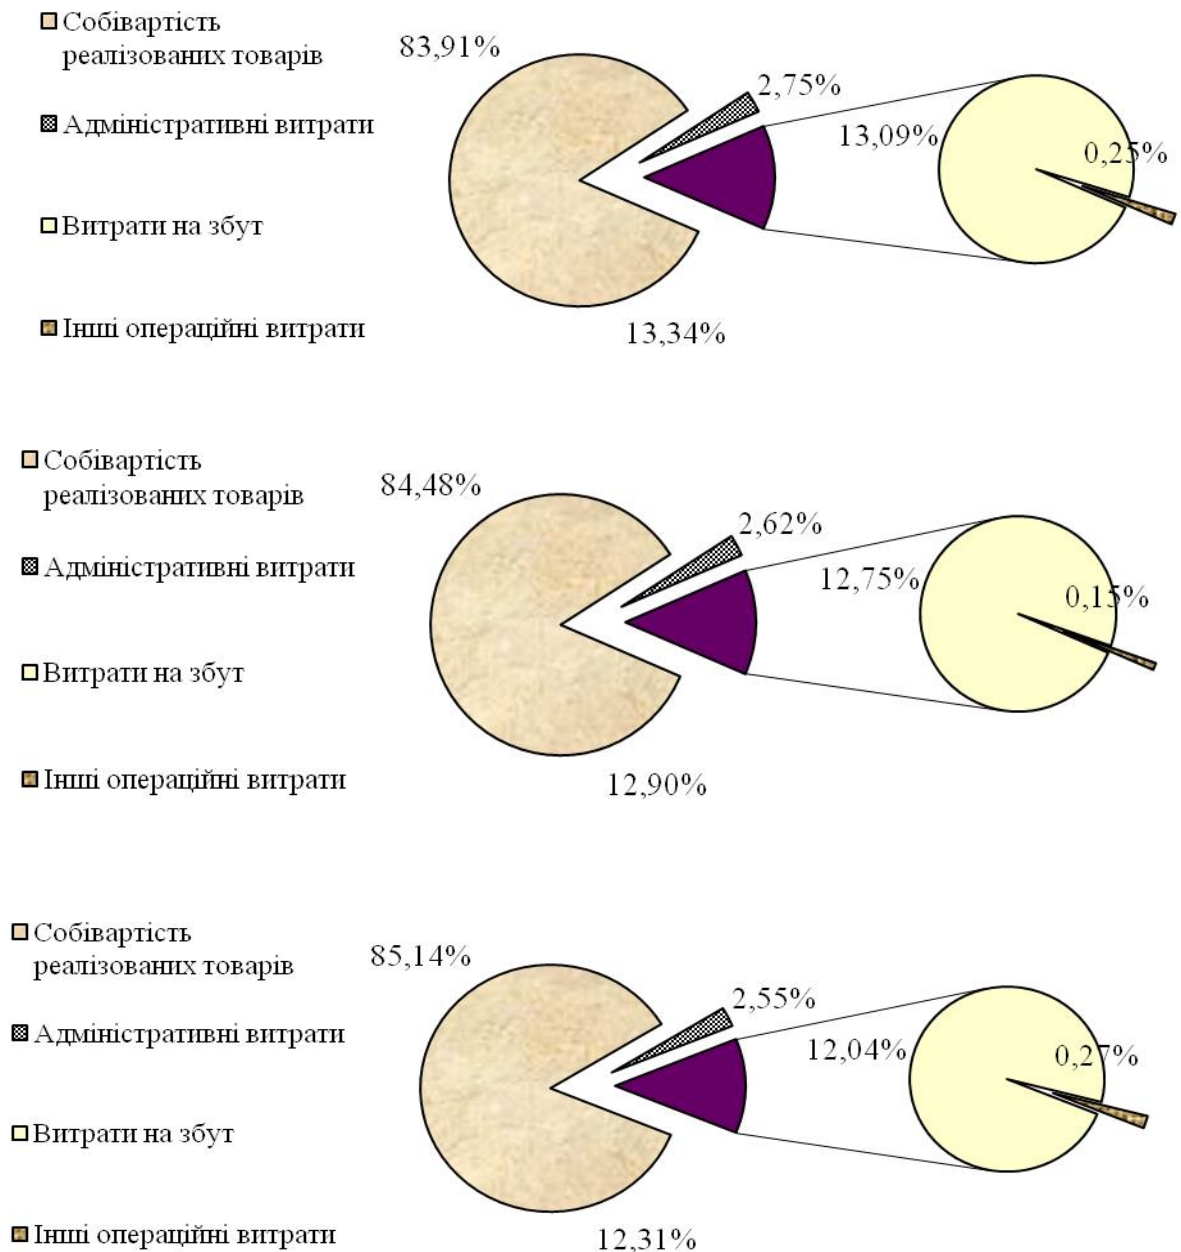 Собівартість
реалізованих товарів
Адміністративні витрати
Витрати на збут
Інші операційні витрати
83,91%
2,75%
13,09%
0,25%
13,34%
Собівартість
реалізованих товарів
Адміністративні витрати
Витрати на збут
Інші операційні витрати
84,48%
2,62%
12,75%
0,15%
12,90%
Собівартість
реалізованих товарів
Адміністративні витрати
Витрати на збут
Інші операційні витрати
85,14%
2,55%
12,04%
0,27%
12,31%